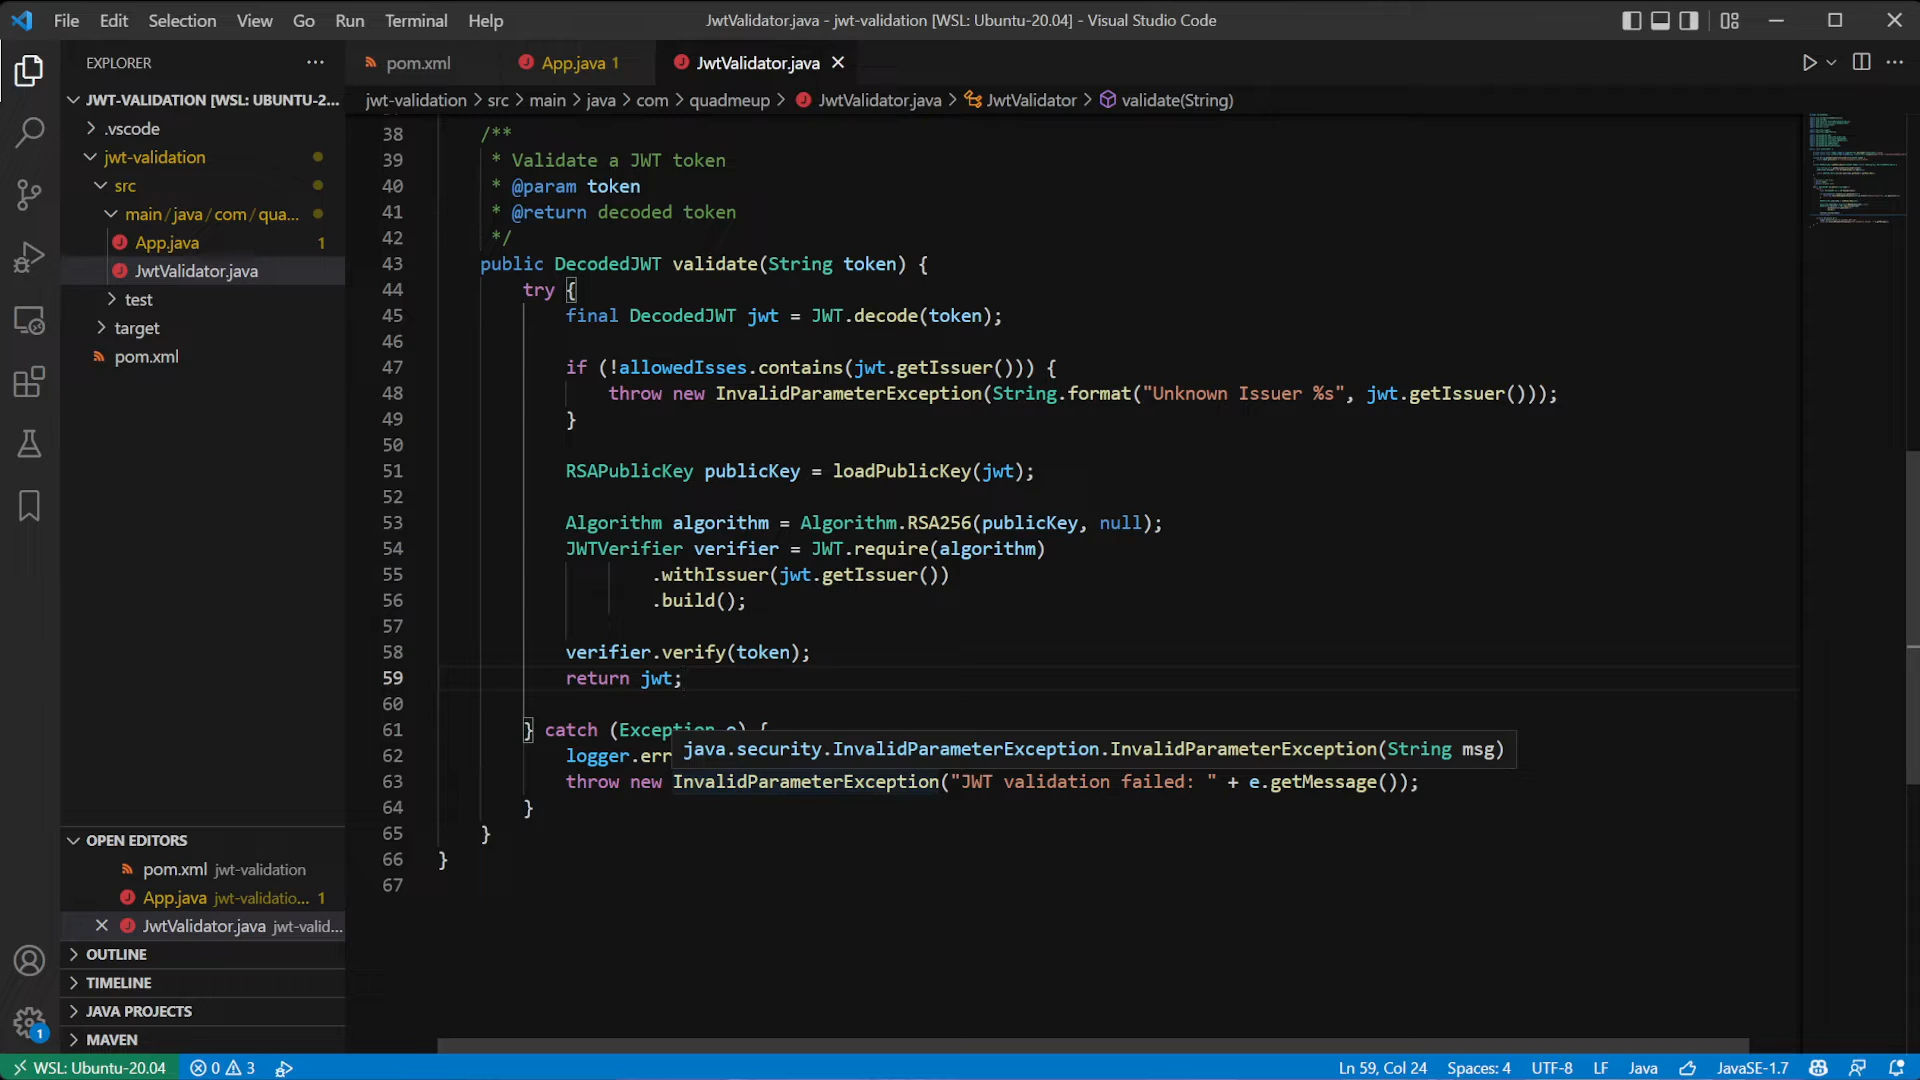 File Edit Selection View Go Run Terminal Help
JwtValidator.java - jwt-validation [WSL: Ubuntu-20.04] - Visual Studio Code
EXPLORER
JWT-VALIDATION [WSL: UBUNTU-2...
.vscode
jwt-validation
src
main/java/com/qua...
App.java 1
JwtValidator.java
test
target
pom.xml
OPEN EDITORS
pom.xml jwt-validation
App.java jwt-validatio... 1
JwtValidator.java jwt-valid...
OUTLINE
TIMELINE
JAVA PROJECTS
MAVEN
1
pom.xml App.java 1 JwtValidator.java
jwt-validation > src > main > java > com > quadmeup > JwtValidator.java > JwtValidator > validate(String)
38 /**
39 * Validate a JWT token
40 * @param token
41 * @return decoded token
42 */
43 public DecodedJWT validate(String token) {
44 try {
45 final DecodedJWT jwt = JWT.decode(token);
46
47 if (!allowedIsses.contains(jwt.getIssuer())) {
48 throw new InvalidParameterException(String.format("Unknown Issuer %s", jwt.getIssuer()));
49 }
50
51 RSAPublicKey publicKey = loadPublicKey(jwt);
52
53 Algorithm algorithm = Algorithm.RSA256(publicKey, null);
54 JWTVerifier verifier = JWT.require(algorithm)
55 .withIssuer(jwt.getIssuer())
56 .build();
57
58 verifier.verify(token);
59 return jwt;
60
61 } catch (Exception e) {
62 logger.err
java.security.InvalidParameterException.InvalidParameterException(String msg)
63 throw new InvalidParameterException("JWT validation failed: " + e.getMessage());
64 }
65 }
66 }
67
WSL: Ubuntu-20.04 0 3
Ln 59, Col 24 Spaces: 4 UTF-8 LF Java JavaSE-1.7